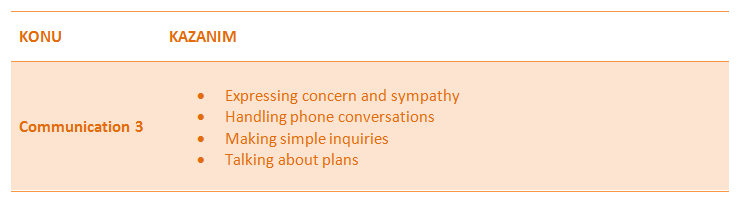 KONU KAZANIM
• Expressing concern and sympathy
• Handling phone conversations
Communication 3
• Making simple inquiries
• Talking about plans